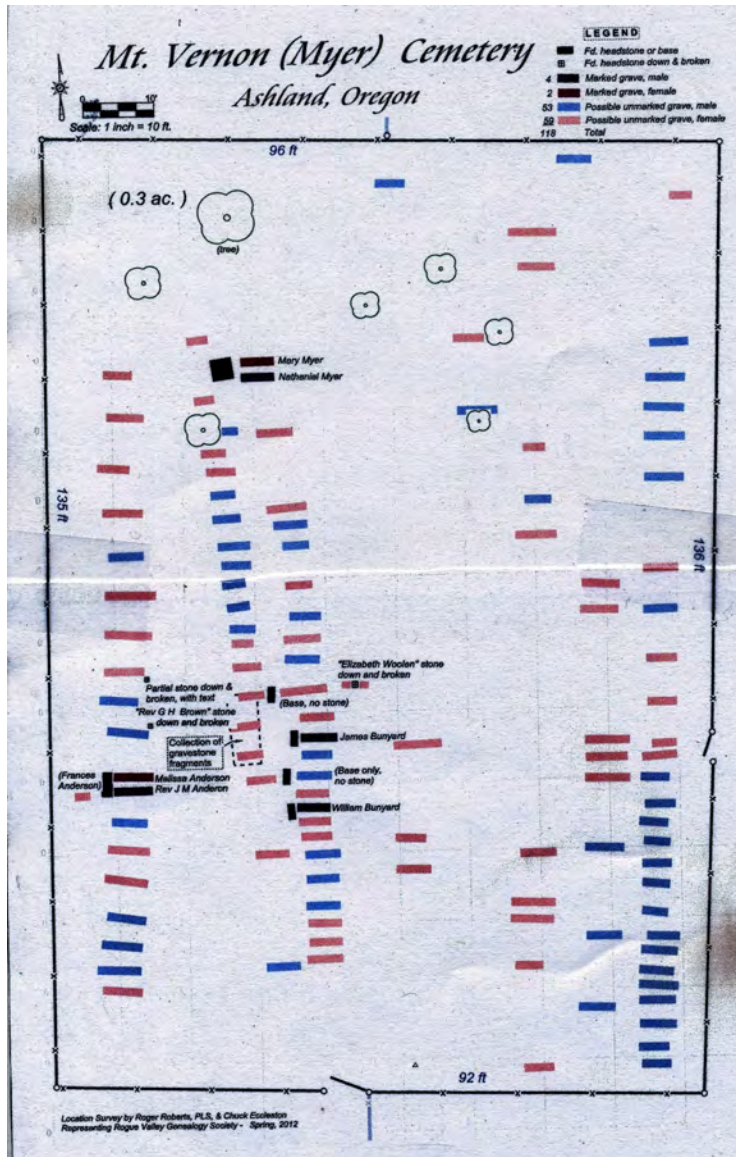 Mt. Vernon (Myer) Cemetery
Ashland, Oregon
LEGEND
Fd. headstone or base
Fd. headstone down & broken
4 Marked grave, male
2 Marked grave, female
53 Possible unmarked grave, male
59 Possible unmarked grave, female
118 Total
0 10'
Scale: 1 inch = 10 ft.
96 ft
( 0.3 ac. )
(tree)
Mary Myer
Nathaniel Myer
135 ft
136 ft
"Elizabeth Woolen" stone
down and broken
Partial stone down &
broken, with text
(Base, no stone)
"Rev G H Brown" stone
down and broken
James Bunyard
Collection of
gravestone
fragments
(Frances
Anderson)
Melissa Anderson
Rev J M Anderon
(Base only,
no stone)
William Bunyard
92 ft
Location Survey by Roger Roberts, PLS, & Chuck Eccleston
Representing Rogue Valley Genealogy Society - Spring, 2012